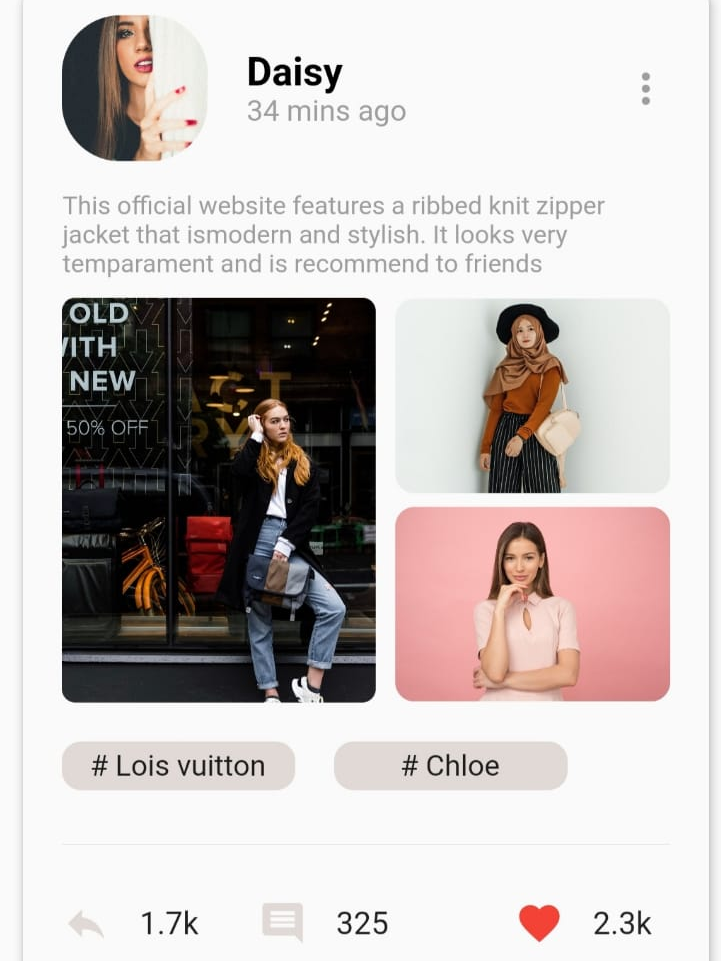 Daisy
34 mins ago
This official website features a ribbed knit zipper
jacket that ismodern and stylish. It looks very
temparament and is recommend to friends
OLD
WITH
NEW
50% OFF
# Lois vuitton
# Chloe
1.7k
325
2.3k